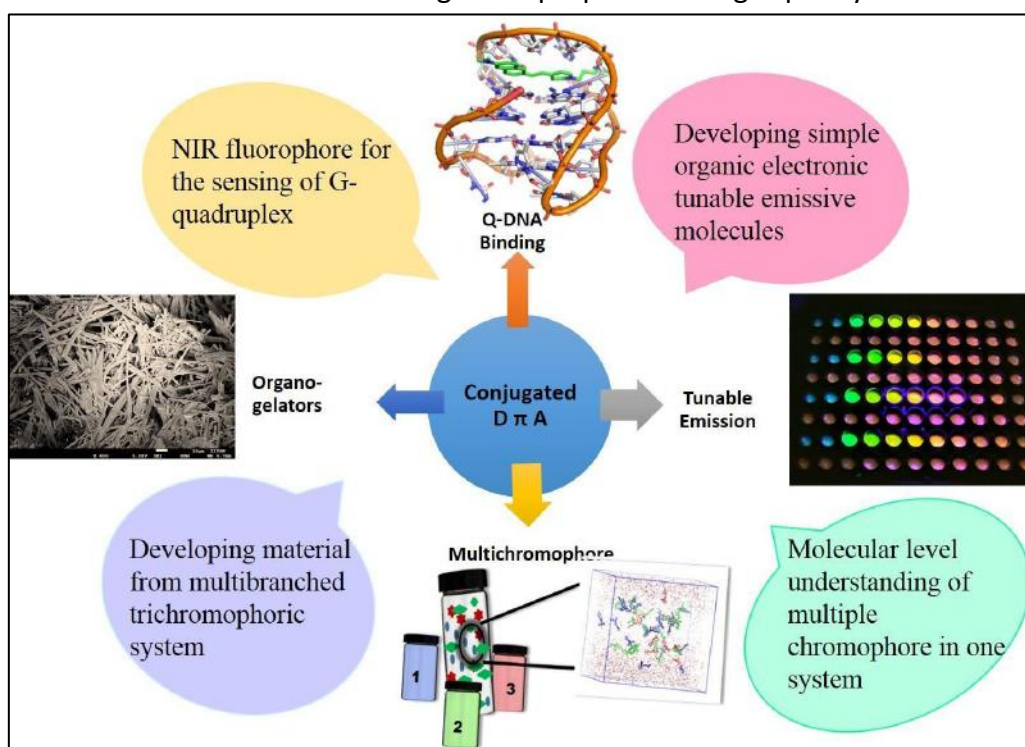 NIR fluorophore for
the sensing of G-
quadruplex
Developing simple
organic electronic
tunable emissive
molecules
Q-DNA
Binding
Organo-
gelators
Conjugated
D π A
Tunable
Emission
Developing material
from multibranched
trichromophoric
system
Multichromophore
1
2
3
Molecular level
understanding of
multiple
chromophore in one
system